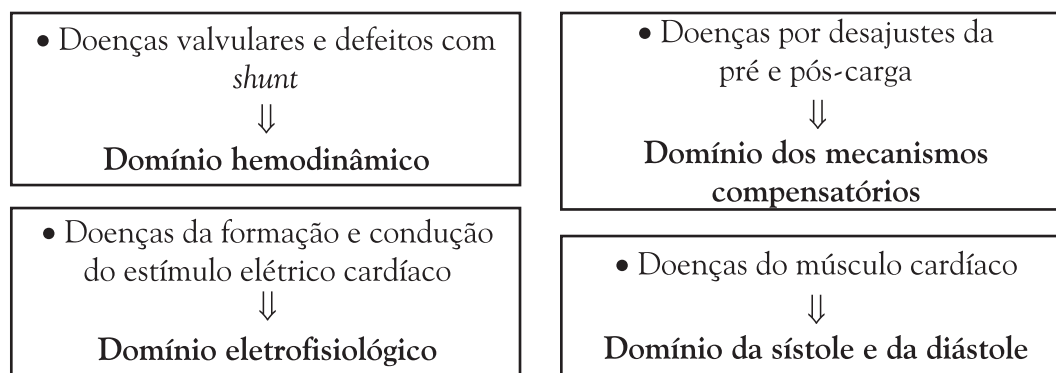 • Doenças valvulares e defeitos com
shunt
⇓
Domínio hemodinâmico
• Doenças por desajustes da
pré e pós-carga
⇓
Domínio dos mecanismos
compensatórios
• Doenças da formação e condução
do estímulo elétrico cardíaco
⇓
Domínio eletrofisiológico
• Doenças do músculo cardíaco
⇓
Domínio da sístole e da diástole